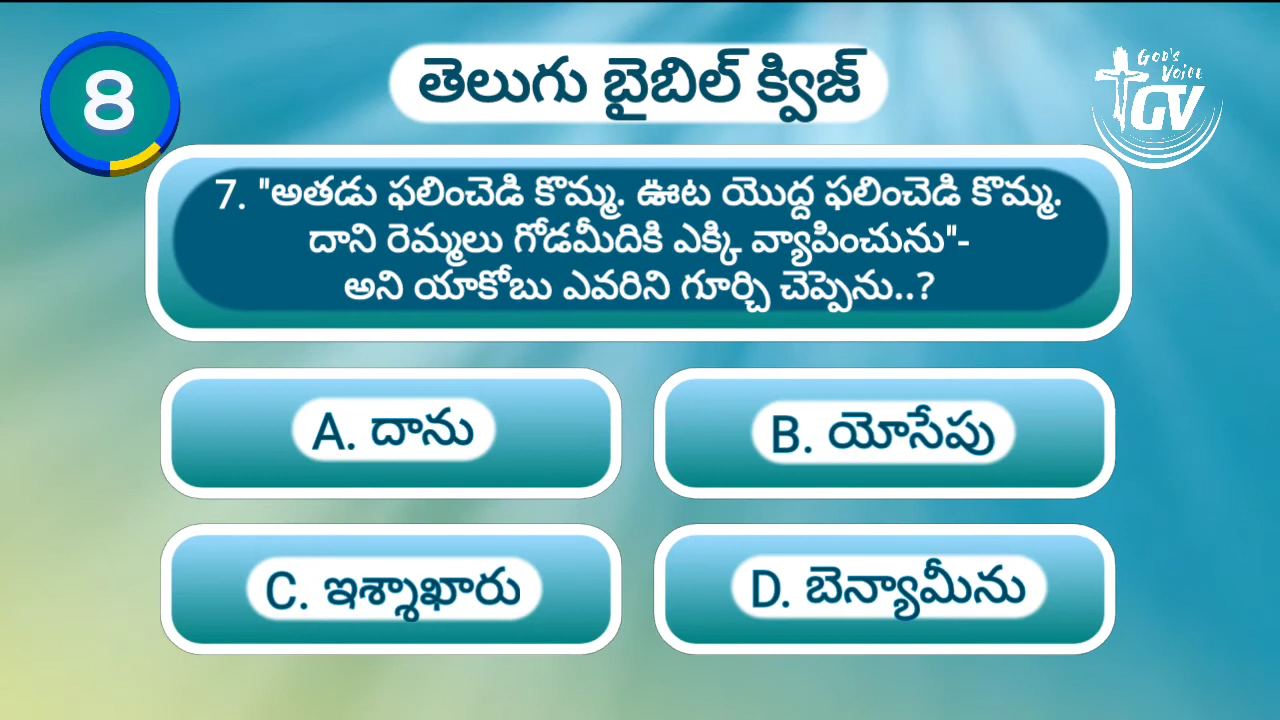 8
తెలుగు బైబిల్ క్విజ్
God's
Voice
GV
7. "అతడు ఫలించెడి కొమ్మ. ఊట యొద్ద ఫలించెడి కొమ్మ.
దాని రెమ్మలు గోడమీదికి ఎక్కి వ్యాపించును"-
అని యాకోబు ఎవరిని గూర్చి చెప్పెను..?
A. దాను
B. యోసేపు
C. ఇశ్శాఖారు
D. బెన్యామీను